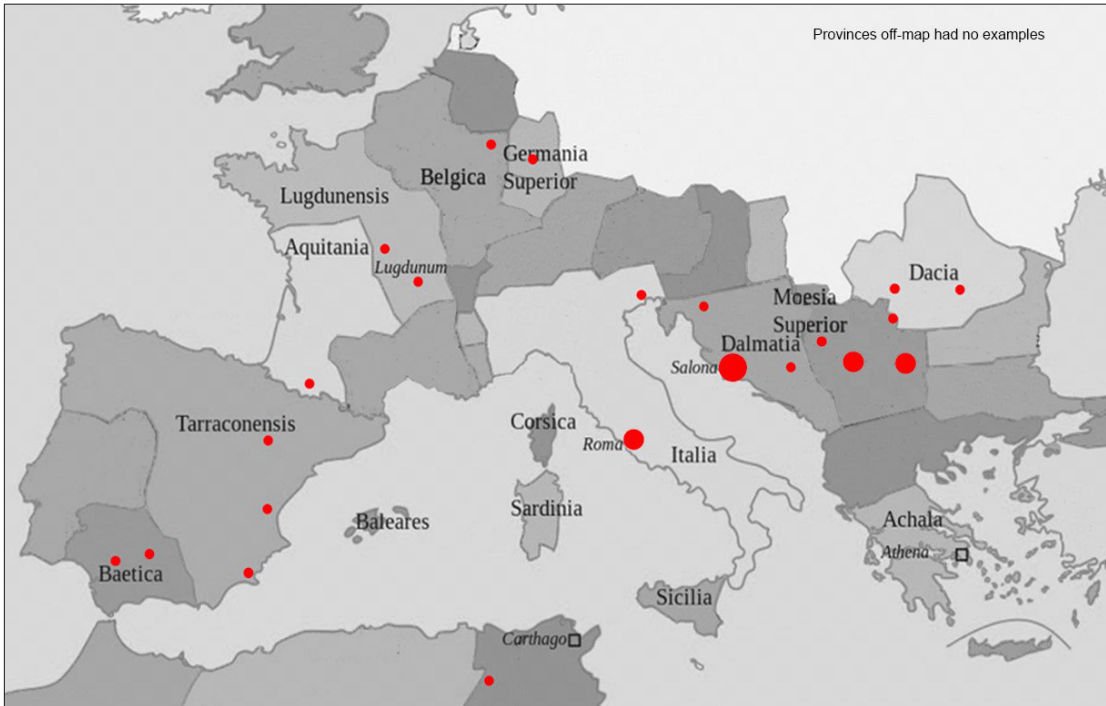 Provinces off-map had no examples
Germania
Superior
Belgica
Lugdunensis
Aquitania
Lugdunum
Dacia
Moesia
Superior
Dalmatia
Salona
Tarraconensis
Corsica
Roma
Italia
Sardinia
Baleares
Achala
Athena
Baetica
Sicilia
Carthago